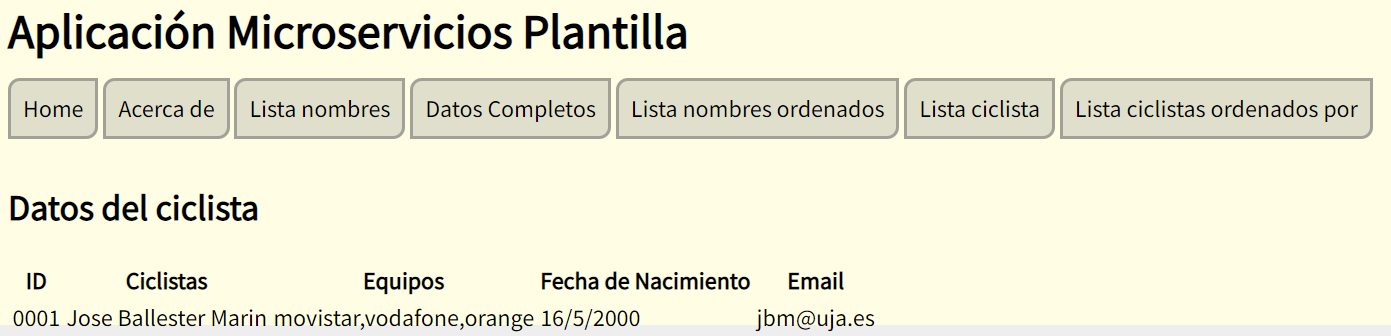 Aplicación Microservicios Plantilla
Home Acerca de Lista nombres Datos Completos Lista nombres ordenados Lista ciclista Lista ciclistas ordenados por
Datos del ciclista
ID Ciclistas Equipos Fecha de Nacimiento Email
0001 Jose Ballester Marin movistar,vodafone,orange 16/5/2000 jbm@uja.es